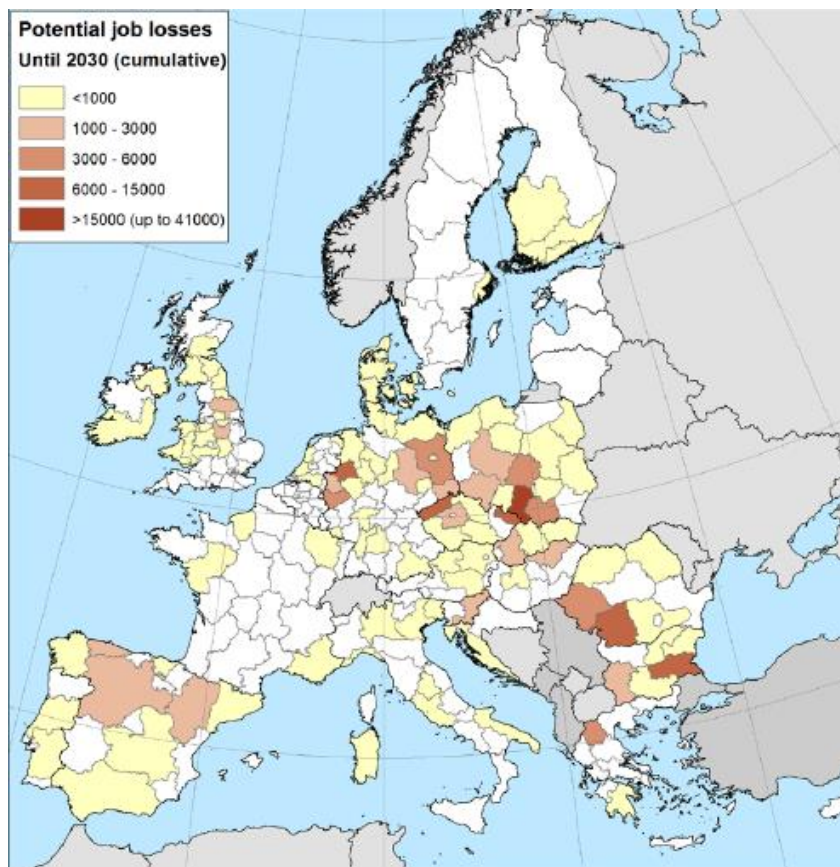 Potential job losses
Until 2030 (cumulative)
<1000
1000 - 3000
3000 - 6000
6000 - 15000
>15000 (up to 41000)